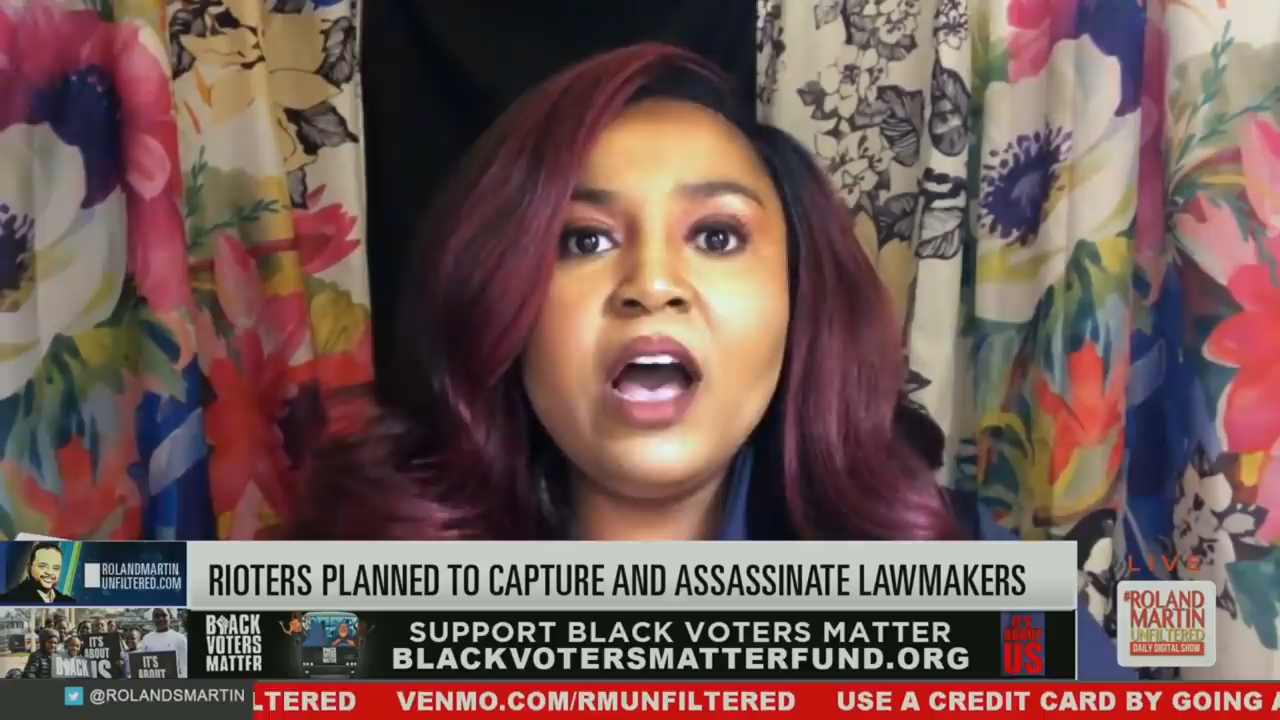 ROLANDMARTIN
UNFILTERED.COM
RIOTERS PLANNED TO CAPTURE AND ASSASSINATE LAWMAKERS
LIVE
#ROLAND
MARTIN
UNFILTERED
DAILY DIGITAL SHOW
IT'S
ABOUT
US
IT'S
ABOUT
BLACK
VOTERS
MATTER
SUPPORT BLACK VOTERS MATTER
BLACKVOTERSMATTERFUND.ORG
IT'S
ABOUT
US
@ROLANDSMARTIN
LTERED VENMO.COM/RMUNFILTERED USE A CREDIT CARD BY GOING